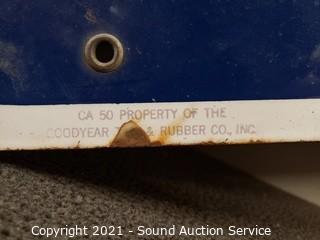 CA 50 PROPERTY OF THE
GOODYEAR T & RUBBER CO., INC.
Copyright 2021 - Sound Auction Service